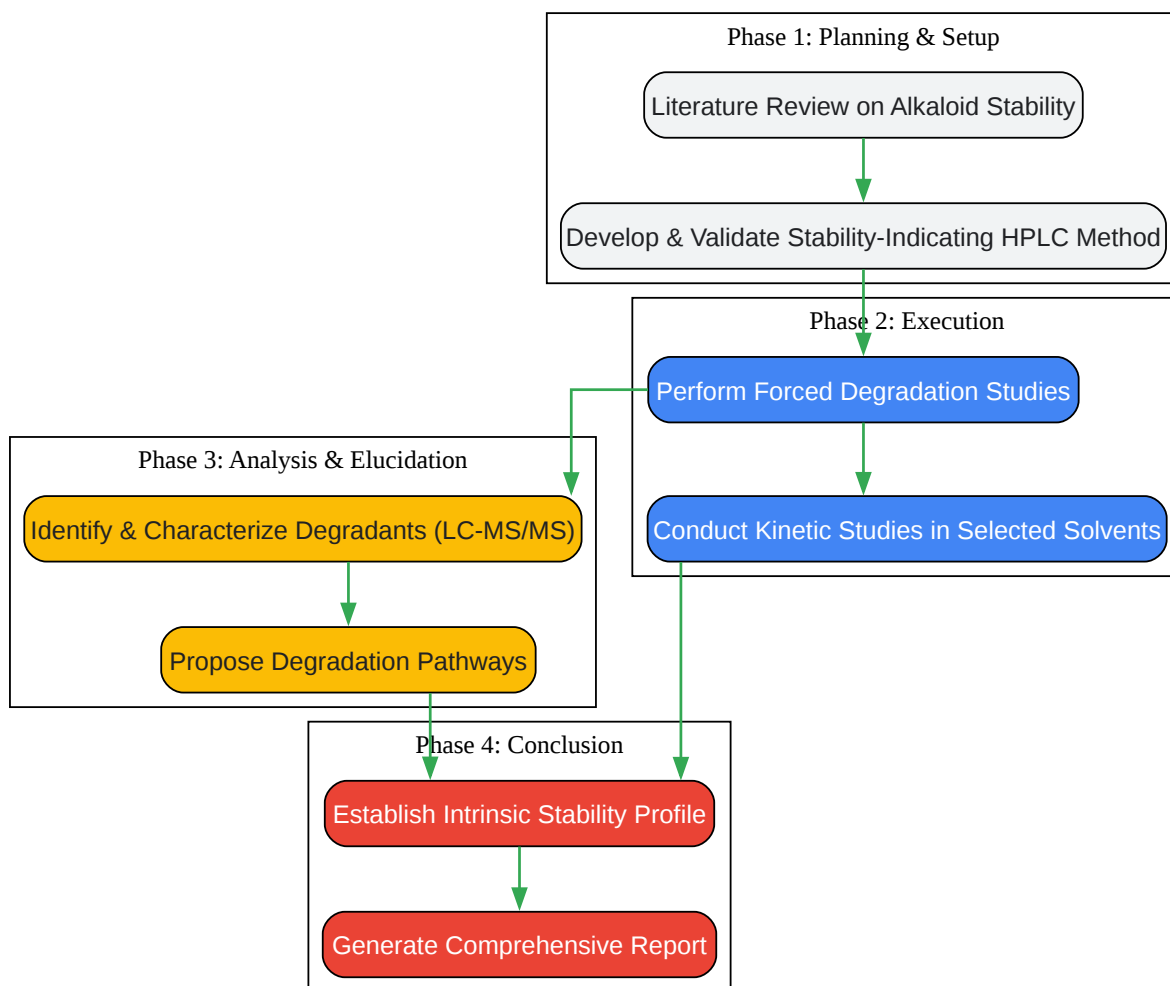 Phase 1: Planning & Setup
Literature Review on Alkaloid Stability
Develop & Validate Stability-Indicating HPLC Method
Phase 2: Execution
Perform Forced Degradation Studies
Conduct Kinetic Studies in Selected Solvents
Phase 3: Analysis & Elucidation
Identify & Characterize Degradants (LC-MS/MS)
Propose Degradation Pathways
Phase 4: Conclusion
Establish Intrinsic Stability Profile
Generate Comprehensive Report